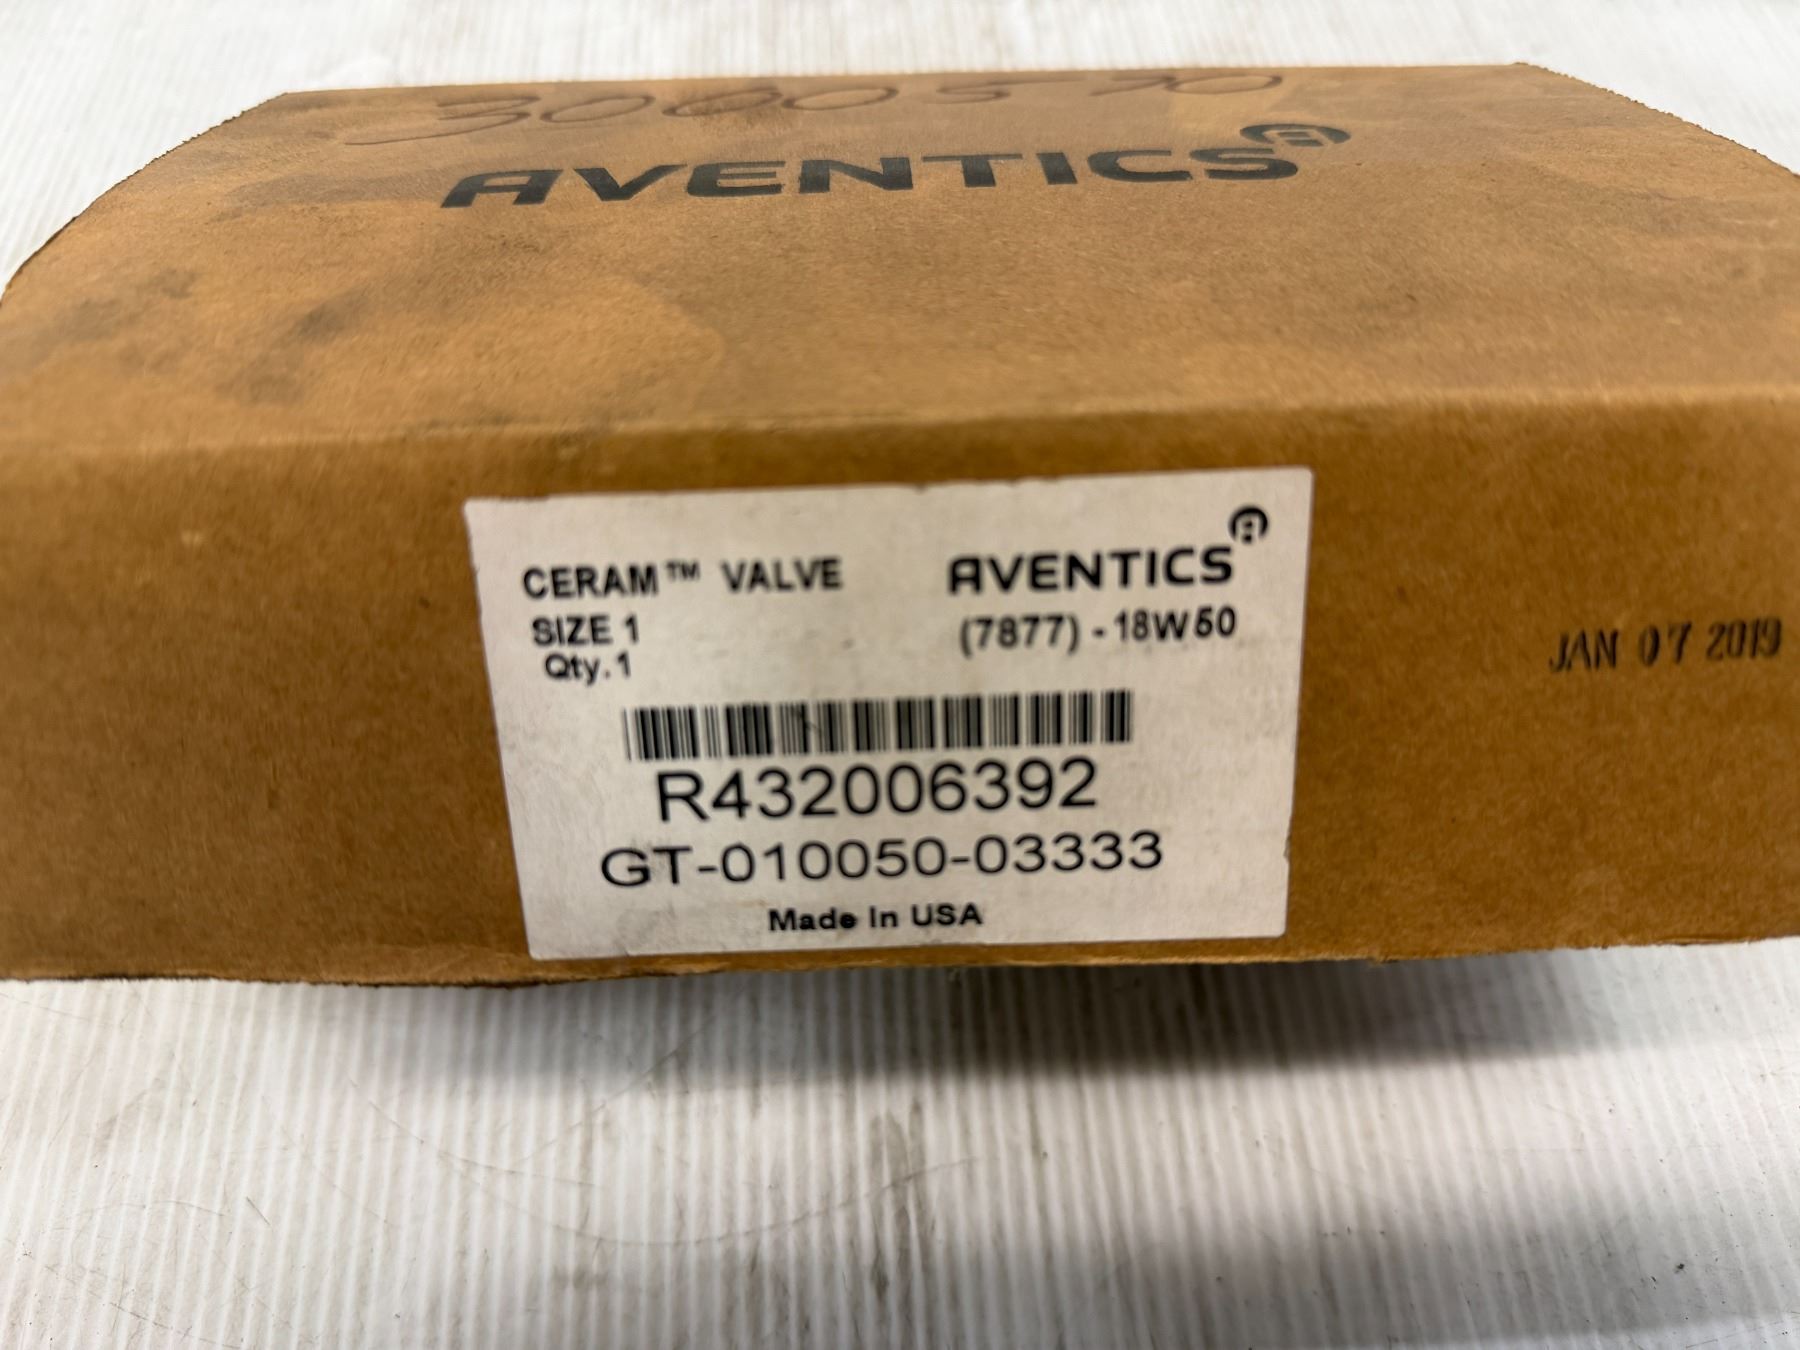 3000570
AVENTICS
CERAM™ VALVE
AVENTICS
SIZE 1
(7877) - 18W50
Qty. 1
JAN 07 2019
R432006392
GT-010050-03333
Made In USA